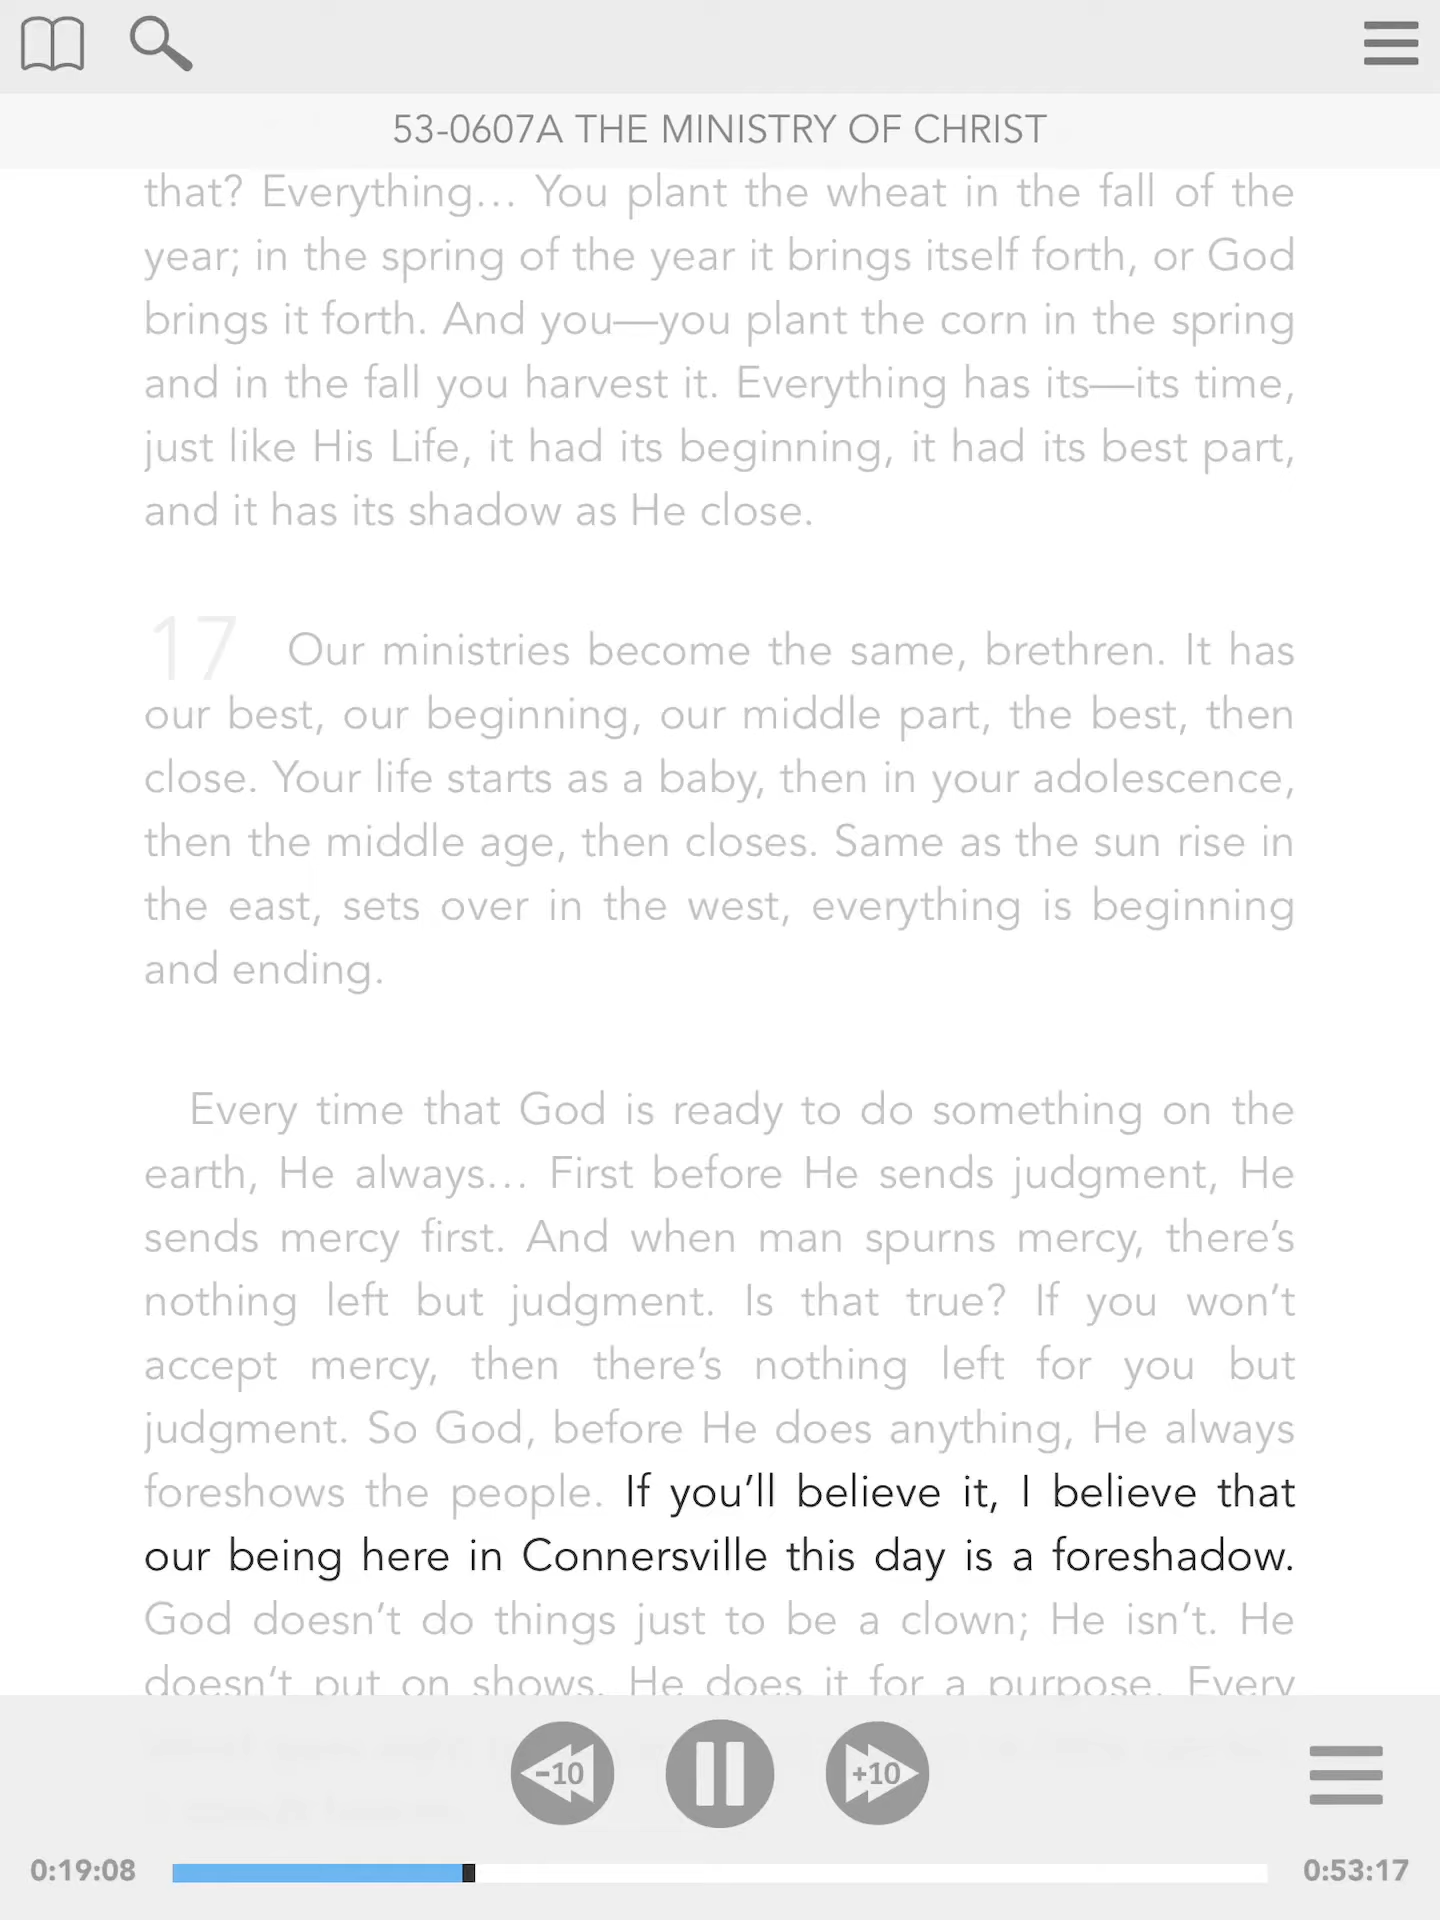 53-0607A THE MINISTRY OF CHRIST
that? Everything… You plant the wheat in the fall of the
year; in the spring of the year it brings itself forth, or God
brings it forth. And you—you plant the corn in the spring
and in the fall you harvest it. Everything has its—its time,
just like His Life, it had its beginning, it had its best part,
and it has its shadow as He close.
17 Our ministries become the same, brethren. It has
our best, our beginning, our middle part, the best, then
close. Your life starts as a baby, then in your adolescence,
then the middle age, then closes. Same as the sun rise in
the east, sets over in the west, everything is beginning
and ending.
Every time that God is ready to do something on the
earth, He always… First before He sends judgment, He
sends mercy first. And when man spurns mercy, there’s
nothing left but judgment. Is that true? If you won’t
accept mercy, then there’s nothing left for you but
judgment. So God, before He does anything, He always
foreshows the people. If you’ll believe it, I believe that
our being here in Connersville this day is a foreshadow.
God doesn’t do things just to be a clown; He isn’t. He
doesn’t put on shows. He does it for a purpose. Every
-10 +10
0:19:08 0:53:17